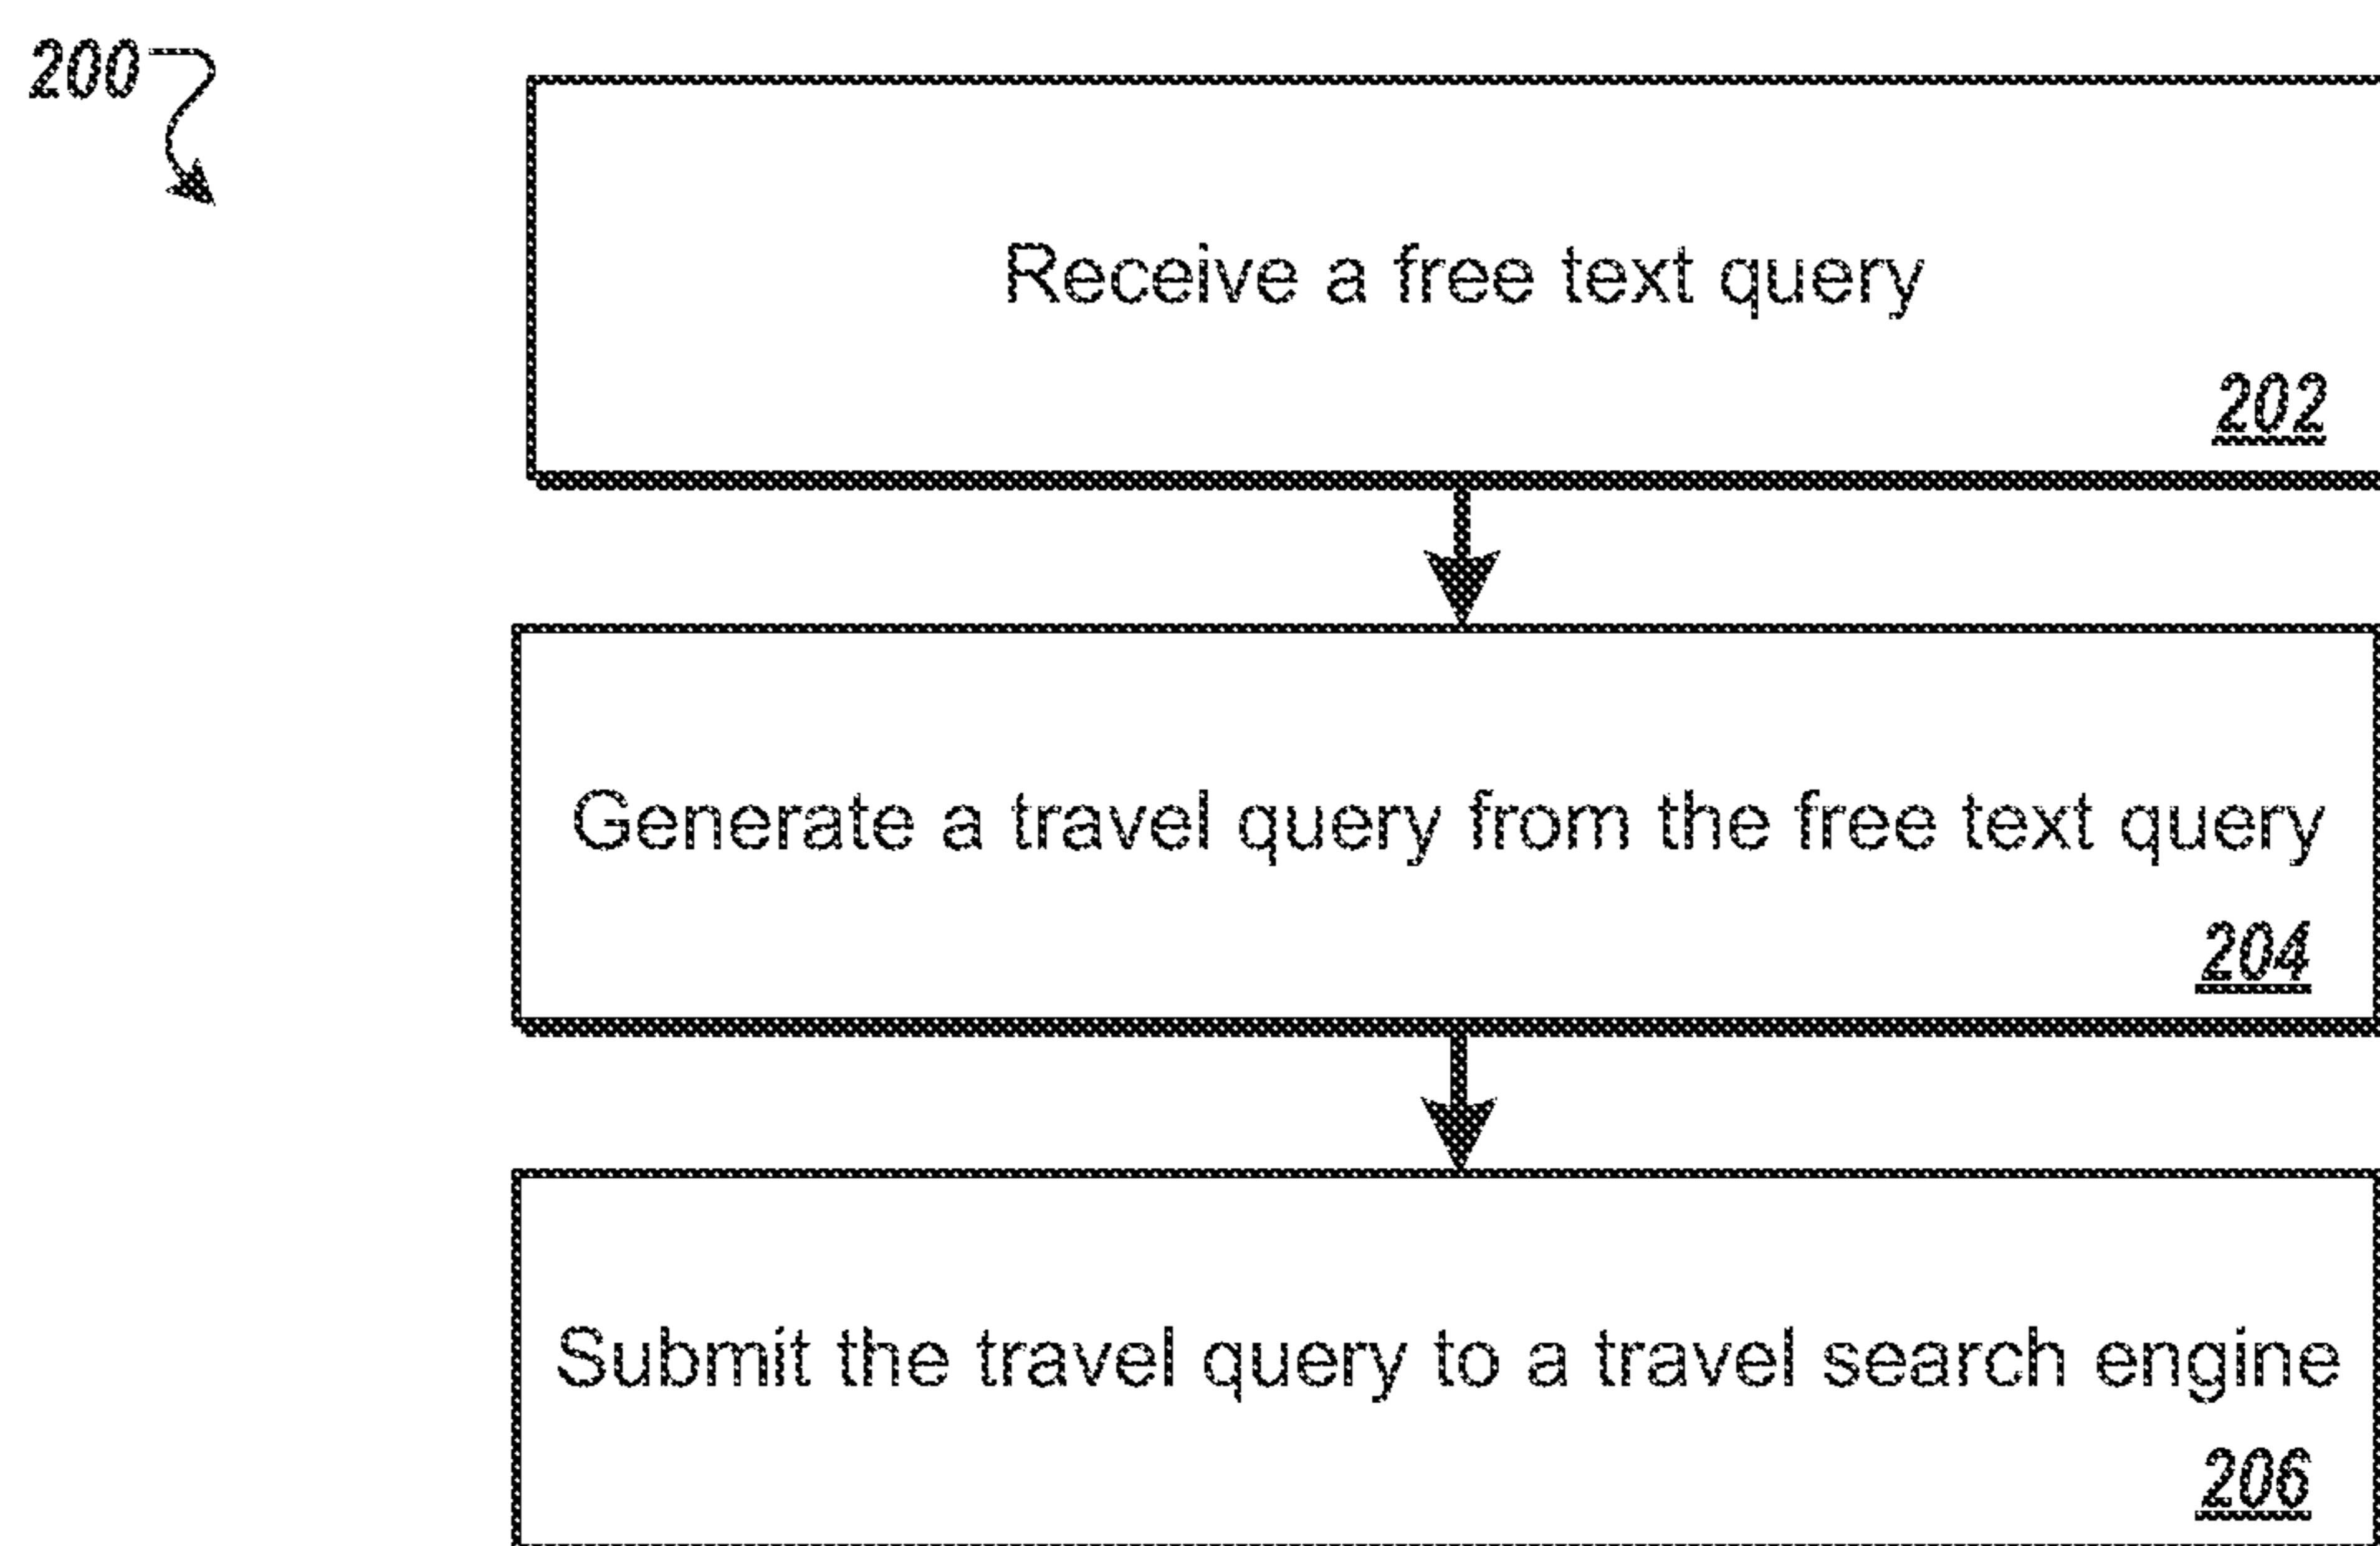 200
Receive a free text query
202
Generate a travel query from the free text query
204
Submit the travel query to a travel search engine
206